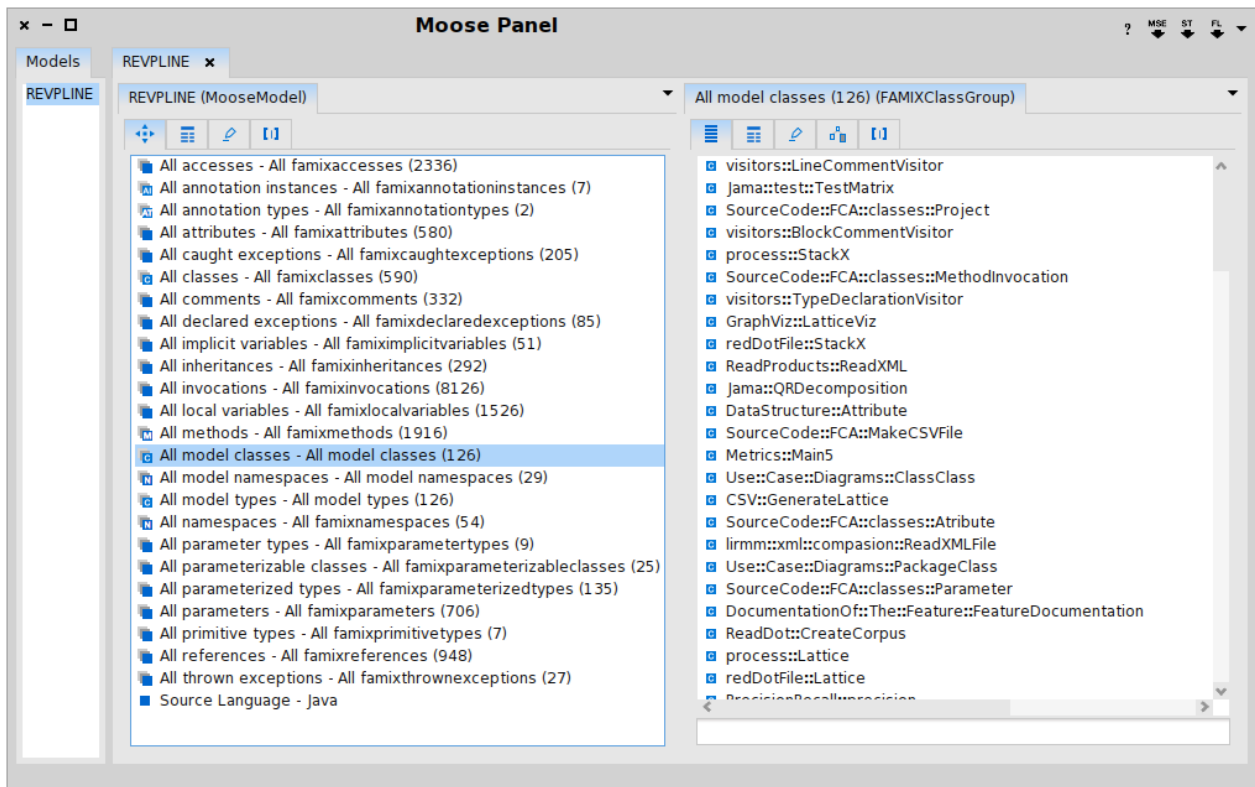 Moose Panel
? MSE ST FL
Models
REVPLINE
REVPLINE
REVPLINE (MooseModel)
All accesses - All famixaccesses (2336)
All annotation instances - All famixannotationinstances (7)
All annotation types - All famixannotationtypes (2)
All attributes - All famixattributes (580)
All caught exceptions - All famixcaughtexceptions (205)
All classes - All famixclasses (590)
All comments - All famixcomments (332)
All declared exceptions - All famixdeclaredexceptions (85)
All implicit variables - All famiximplicitvariables (51)
All inheritances - All famixinheritances (292)
All invocations - All famixinvocations (8126)
All local variables - All famixlocalvariables (1526)
All methods - All famixmethods (1916)
All model classes - All model classes (126)
All model namespaces - All model namespaces (29)
All model types - All model types (126)
All namespaces - All famixnamespaces (54)
All parameter types - All famixparametertypes (9)
All parameterizable classes - All famixparameterizableclasses (25)
All parameterized types - All famixparameterizedtypes (135)
All parameters - All famixparameters (706)
All primitive types - All famixprimitivetypes (7)
All references - All famixreferences (948)
All thrown exceptions - All famixthrownexceptions (27)
Source Language - Java
All model classes (126) (FAMIXClassGroup)
visitors::LineCommentVisitor
Jama::test::TestMatrix
SourceCode::FCA::classes::Project
visitors::BlockCommentVisitor
process::StackX
SourceCode::FCA::classes::MethodInvocation
visitors::TypeDeclarationVisitor
GraphViz::LatticeViz
redDotFile::StackX
ReadProducts::ReadXML
Jama::QRDecomposition
DataStructure::Attribute
SourceCode::FCA::MakeCSVFile
Metrics::Main5
Use::Case::Diagrams::ClassClass
CSV::GenerateLattice
SourceCode::FCA::classes::Atribute
lirmm::xml::compasion::ReadXMLFile
Use::Case::Diagrams::PackageClass
SourceCode::FCA::classes::Parameter
DocumentationOf::The::Feature::FeatureDocumentation
ReadDot::CreateCorpus
process::Lattice
redDotFile::Lattice
PrecisionRecall::precision